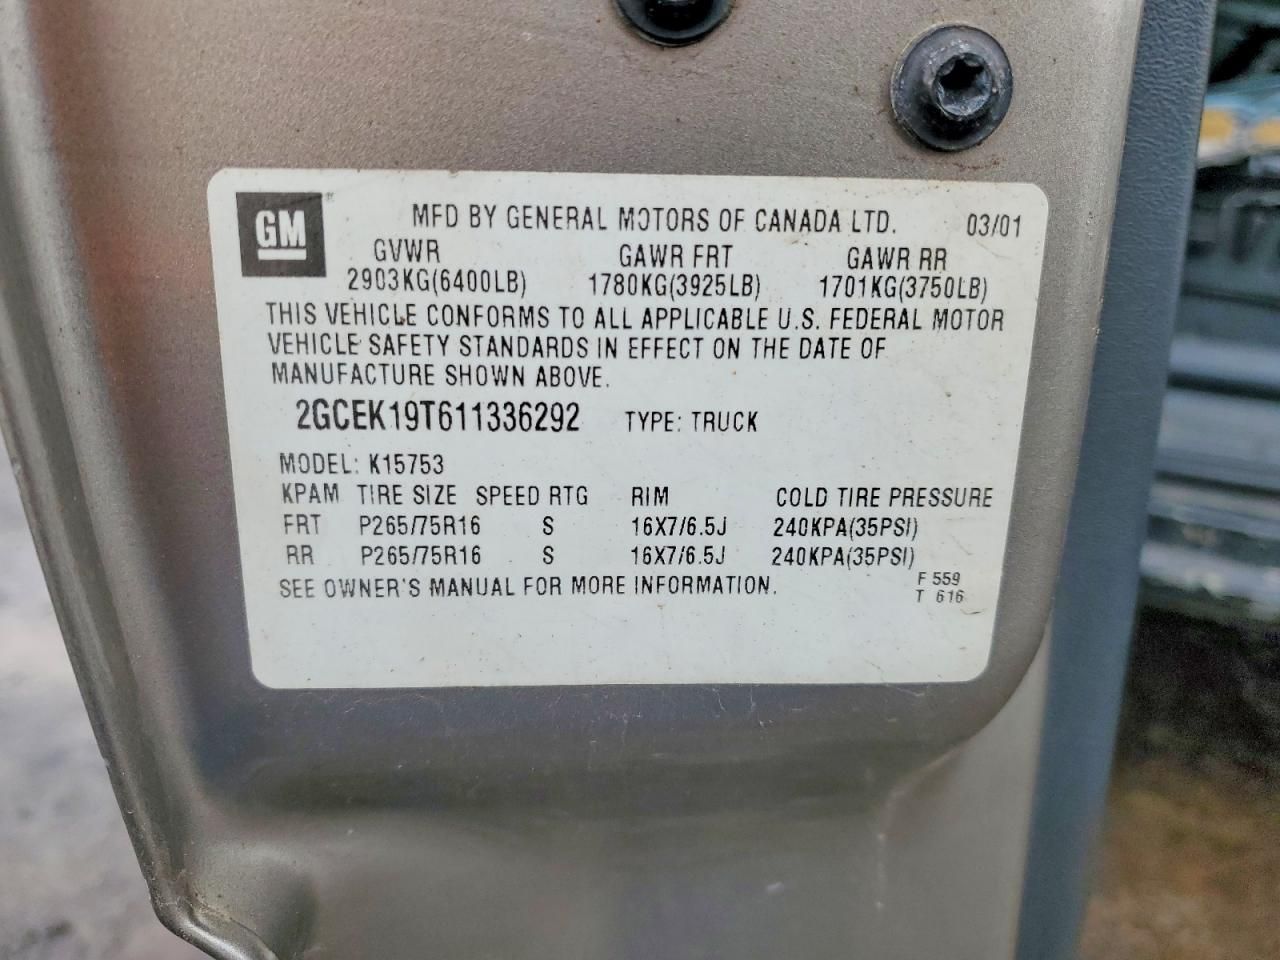 GM
MFD BY GENERAL MOTORS OF CANADA LTD. 03/01
GVWR GAWR FRT GAWR RR
2903KG(6400LB) 1780KG(3925LB) 1701KG(3750LB)
THIS VEHICLE CONFORMS TO ALL APPLICABLE U.S. FEDERAL MOTOR
VEHICLE SAFETY STANDARDS IN EFFECT ON THE DATE OF
MANUFACTURE SHOWN ABOVE.
2GCEK19T611336292 TYPE: TRUCK
MODEL: K15753
KPAM TIRE SIZE SPEED RTG RIM COLD TIRE PRESSURE
FRT P265/75R16 S 16X7/6.5J 240KPA(35PSI)
RR P265/75R16 S 16X7/6.5J 240KPA(35PSI)
SEE OWNER'S MANUAL FOR MORE INFORMATION.
F 559
T 616